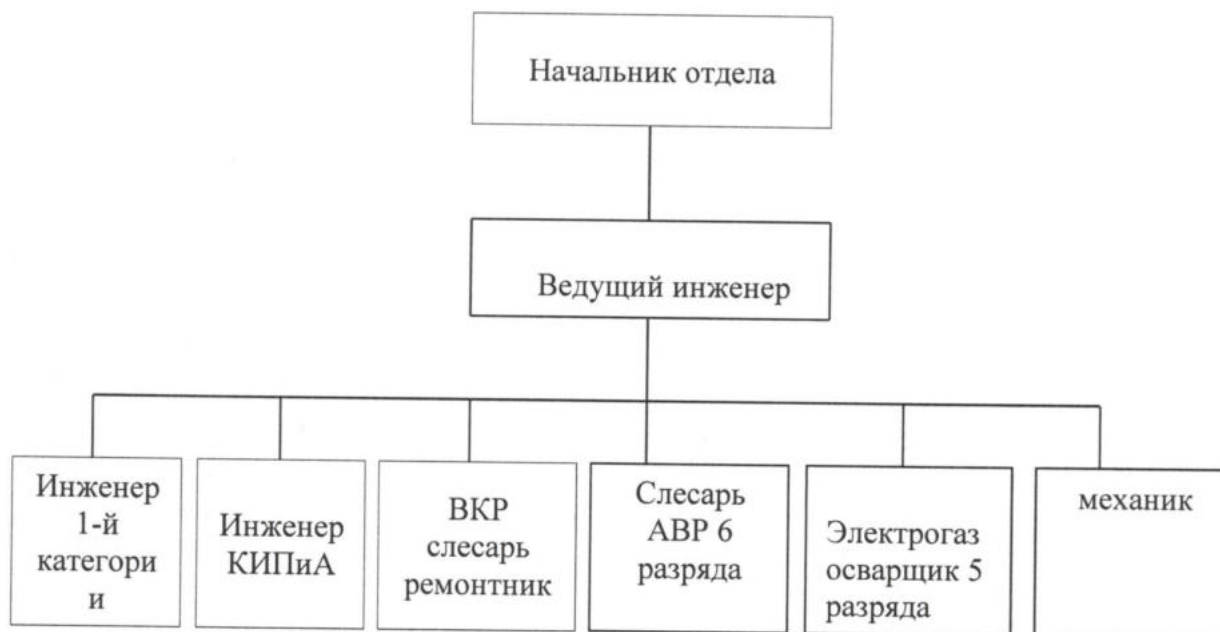 Начальник отдела
Ведущий инженер
Инженер
1-й
категори
и
Инженер
КИПиА
ВКР
слесарь
ремонтник
Слесарь
АВР 6
разряда
Электрогаз
осварщик 5
разряда
механик